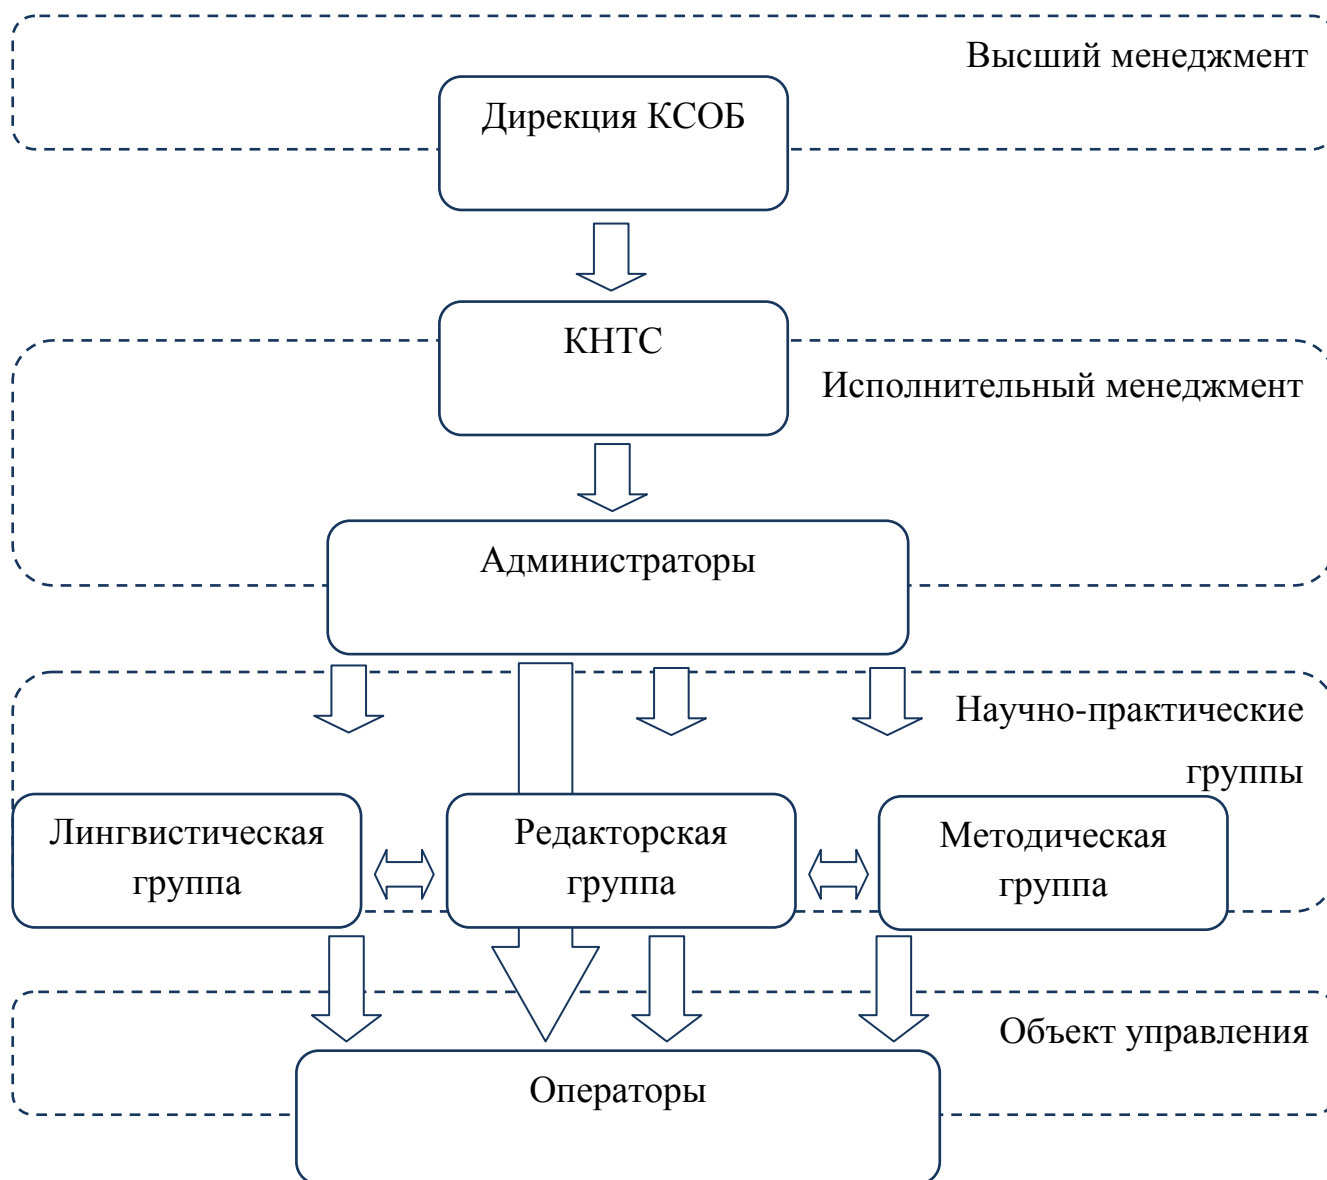 Высший менеджмент
Дирекция КСОБ
КНТС
Исполнительный менеджмент
Администраторы
Научно-практические
группы
Лингвистическая
группа
Редакторская
группа
Методическая
группа
Объект управления
Операторы